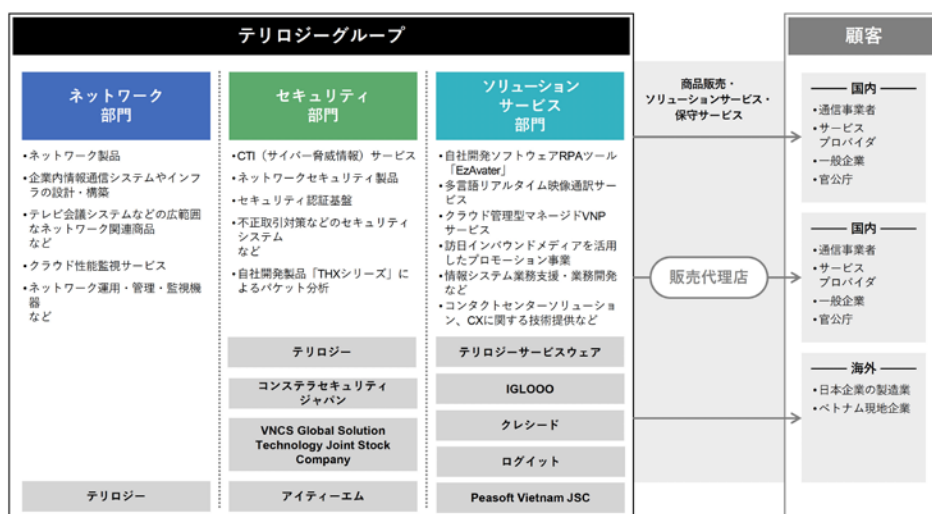 テリロジーグループ
ネットワーク
部門
•ネットワーク製品
•企業内情報通信システムやインフ
ラの設計・構築
•テレビ会議システムなどの広範囲
なネットワーク関連商品
など
•クラウド性能監視サービス
•ネットワーク運用・管理・監視機
器
など
テリロジー
セキュリティ
部門
•CTI（サイバー脅威情報）サービス
•ネットワークセキュリティ製品
•セキュリティ認証基盤
•不正取引対策などのセキュリティ
システム
など
•自社開発製品「THXシリーズ」に
よるパケット分析
テリロジー
コンステラセキュリティ
ジャパン
VNCS Global Solution
Technology Joint Stock
Company
アイティーエム
ソリューション
サービス
部門
•自社開発ソフトウェアRPAツール
「EzAvater」
•多言語リアルタイム映像通訳サー
ビス
•クラウド管理型マネージドVNP
サービス
•訪日インバウンドメディアを活用
したプロモーション事業
•情報システム業務支援・業務開発
など
•コンタクトセンターソリューショ
ン、CXに関する技術提供など
テリロジーサービスウェア
IGLOOO
クレシード
ログイット
Peasoft Vietnam JSC
商品販売・
ソリューションサービス・
保守サービス
販売代理店
顧客
国内
•通信事業者
•サービス
プロバイダ
•一般企業
•官公庁
国内
•通信事業者
•サービス
プロバイダ
•一般企業
•官公庁
海外
•日本企業の製造業
•ベトナム現地企業